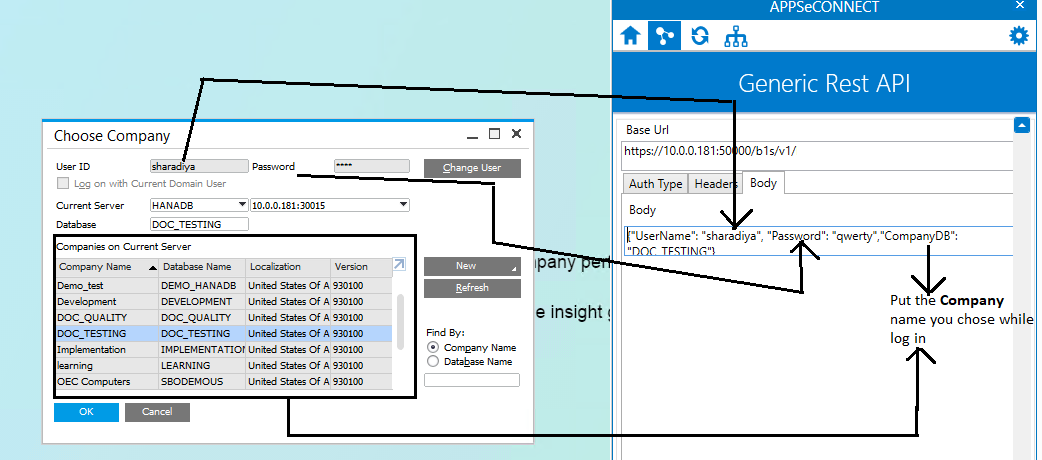 APPSeCONNECT
Generic Rest API
Base Url
https://10.0.0.181:50000/b1s/v1/
Auth Type Headers Body
Body
{"UserName": "sharadiya", "Password": "qwerty","CompanyDB":
"DOC_TESTING"}
Put the Company
name you chose while
log in
Choose Company
User ID sharadiya Password **** Change User
Log on with Current Domain User
Current Server HANADB 10.0.0.181:30015
Database DOC_TESTING
Companies on Current Server
Company Name Database Name Localization Version
Demo_test DEMO_HANADB United States Of A 930100
Development DEVELOPMENT United States Of A 930100
DOC_QUALITY DOC_QUALITY United States Of A 930100
DOC_TESTING DOC_TESTING United States Of A 930100
Implementation IMPLEMENTATION United States Of A 930100
learning LEARNING United States Of A 930100
OEC Computers SBODEMOUS United States Of A 930100
New
Refresh
Find By:
Company Name
Database Name
OK Cancel
mpany per
e insight